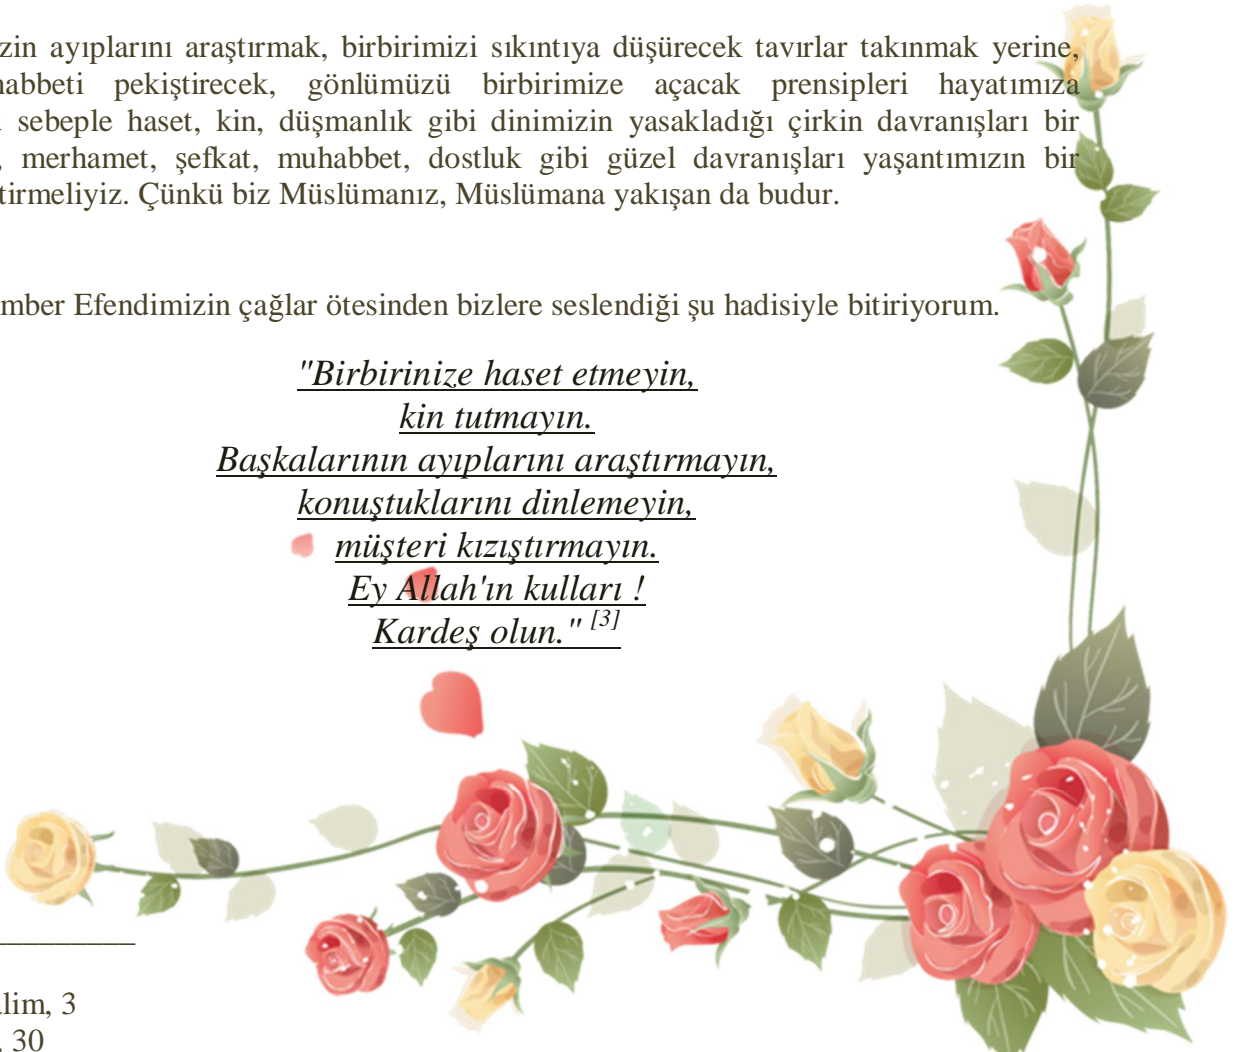 zin ayıplarını araştırmak, birbirimizi sıkıntıya düşürecek tavırlar takınmak yerine,
abbeti pekiştirecek, gönlümüzü birbirimize açacak prensipleri hayatımıza
sebeple haset, kin, düşmanlık gibi dinimizin yasakladığı çirkin davranışları bir
, merhamet, şefkat, muhabbet, dostluk gibi güzel davranışları yaşantımızın bir
tirmeliyiz. Çünkü biz Müslümanız, Müslümana yakışan da budur.
mber Efendimizin çağlar ötesinden bizlere seslendiği şu hadisiyle bitiriyorum.
"Birbirinize haset etmeyin,
kin tutmayın.
Başkalarının ayıplarını araştırmayın,
konuştuklarını dinlemeyin,
müşteri kızıştırmayın.
Ey Allah'ın kulları !
Kardeş olun." [3]
lim, 3
, 30